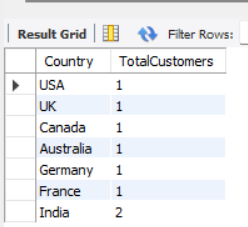 Result Grid Filter Rows:
Country TotalCustomers
USA 1
UK 1
Canada 1
Australia 1
Germany 1
France 1
India 2